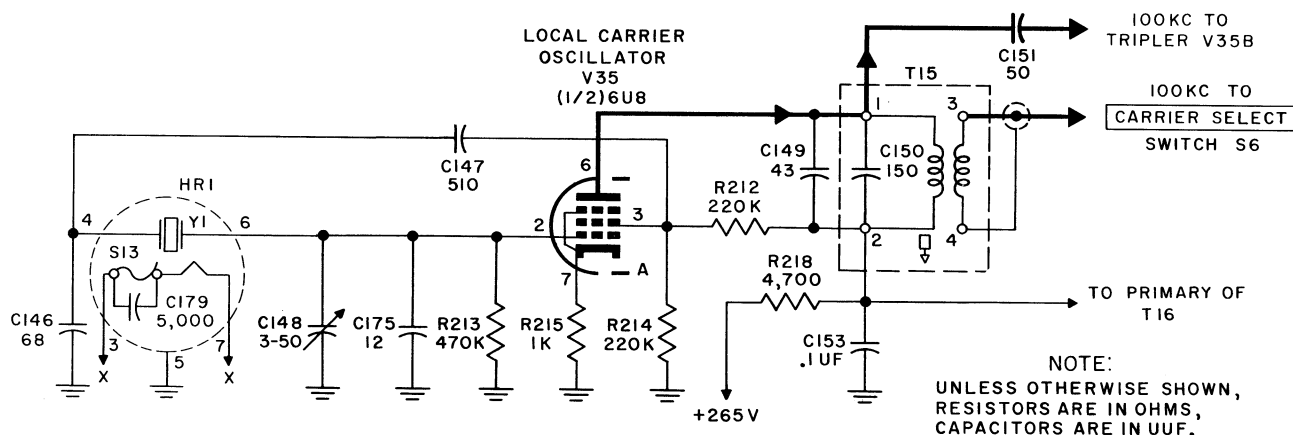 LOCAL CARRIER
OSCILLATOR
V35
(1/2)6U8
100KC TO
TRIPLER V35B
C151
50
T15
100KC TO
CARRIER SELECT
SWITCH S6
1
3
C147
510
6
C149
43
C150
150
HR1
4
Y1
6
2
3
R212
220K
2
4
S13
7
A
R218
4,700
C179
5,000
TO PRIMARY OF
T16
C146
68
3
5
7
X
X
C148
3-50
C175
12
R213
470K
R215
1K
R214
220K
C153
.1UF
+265V
NOTE:
UNLESS OTHERWISE SHOWN,
RESISTORS ARE IN OHMS,
CAPACITORS ARE IN UUF.